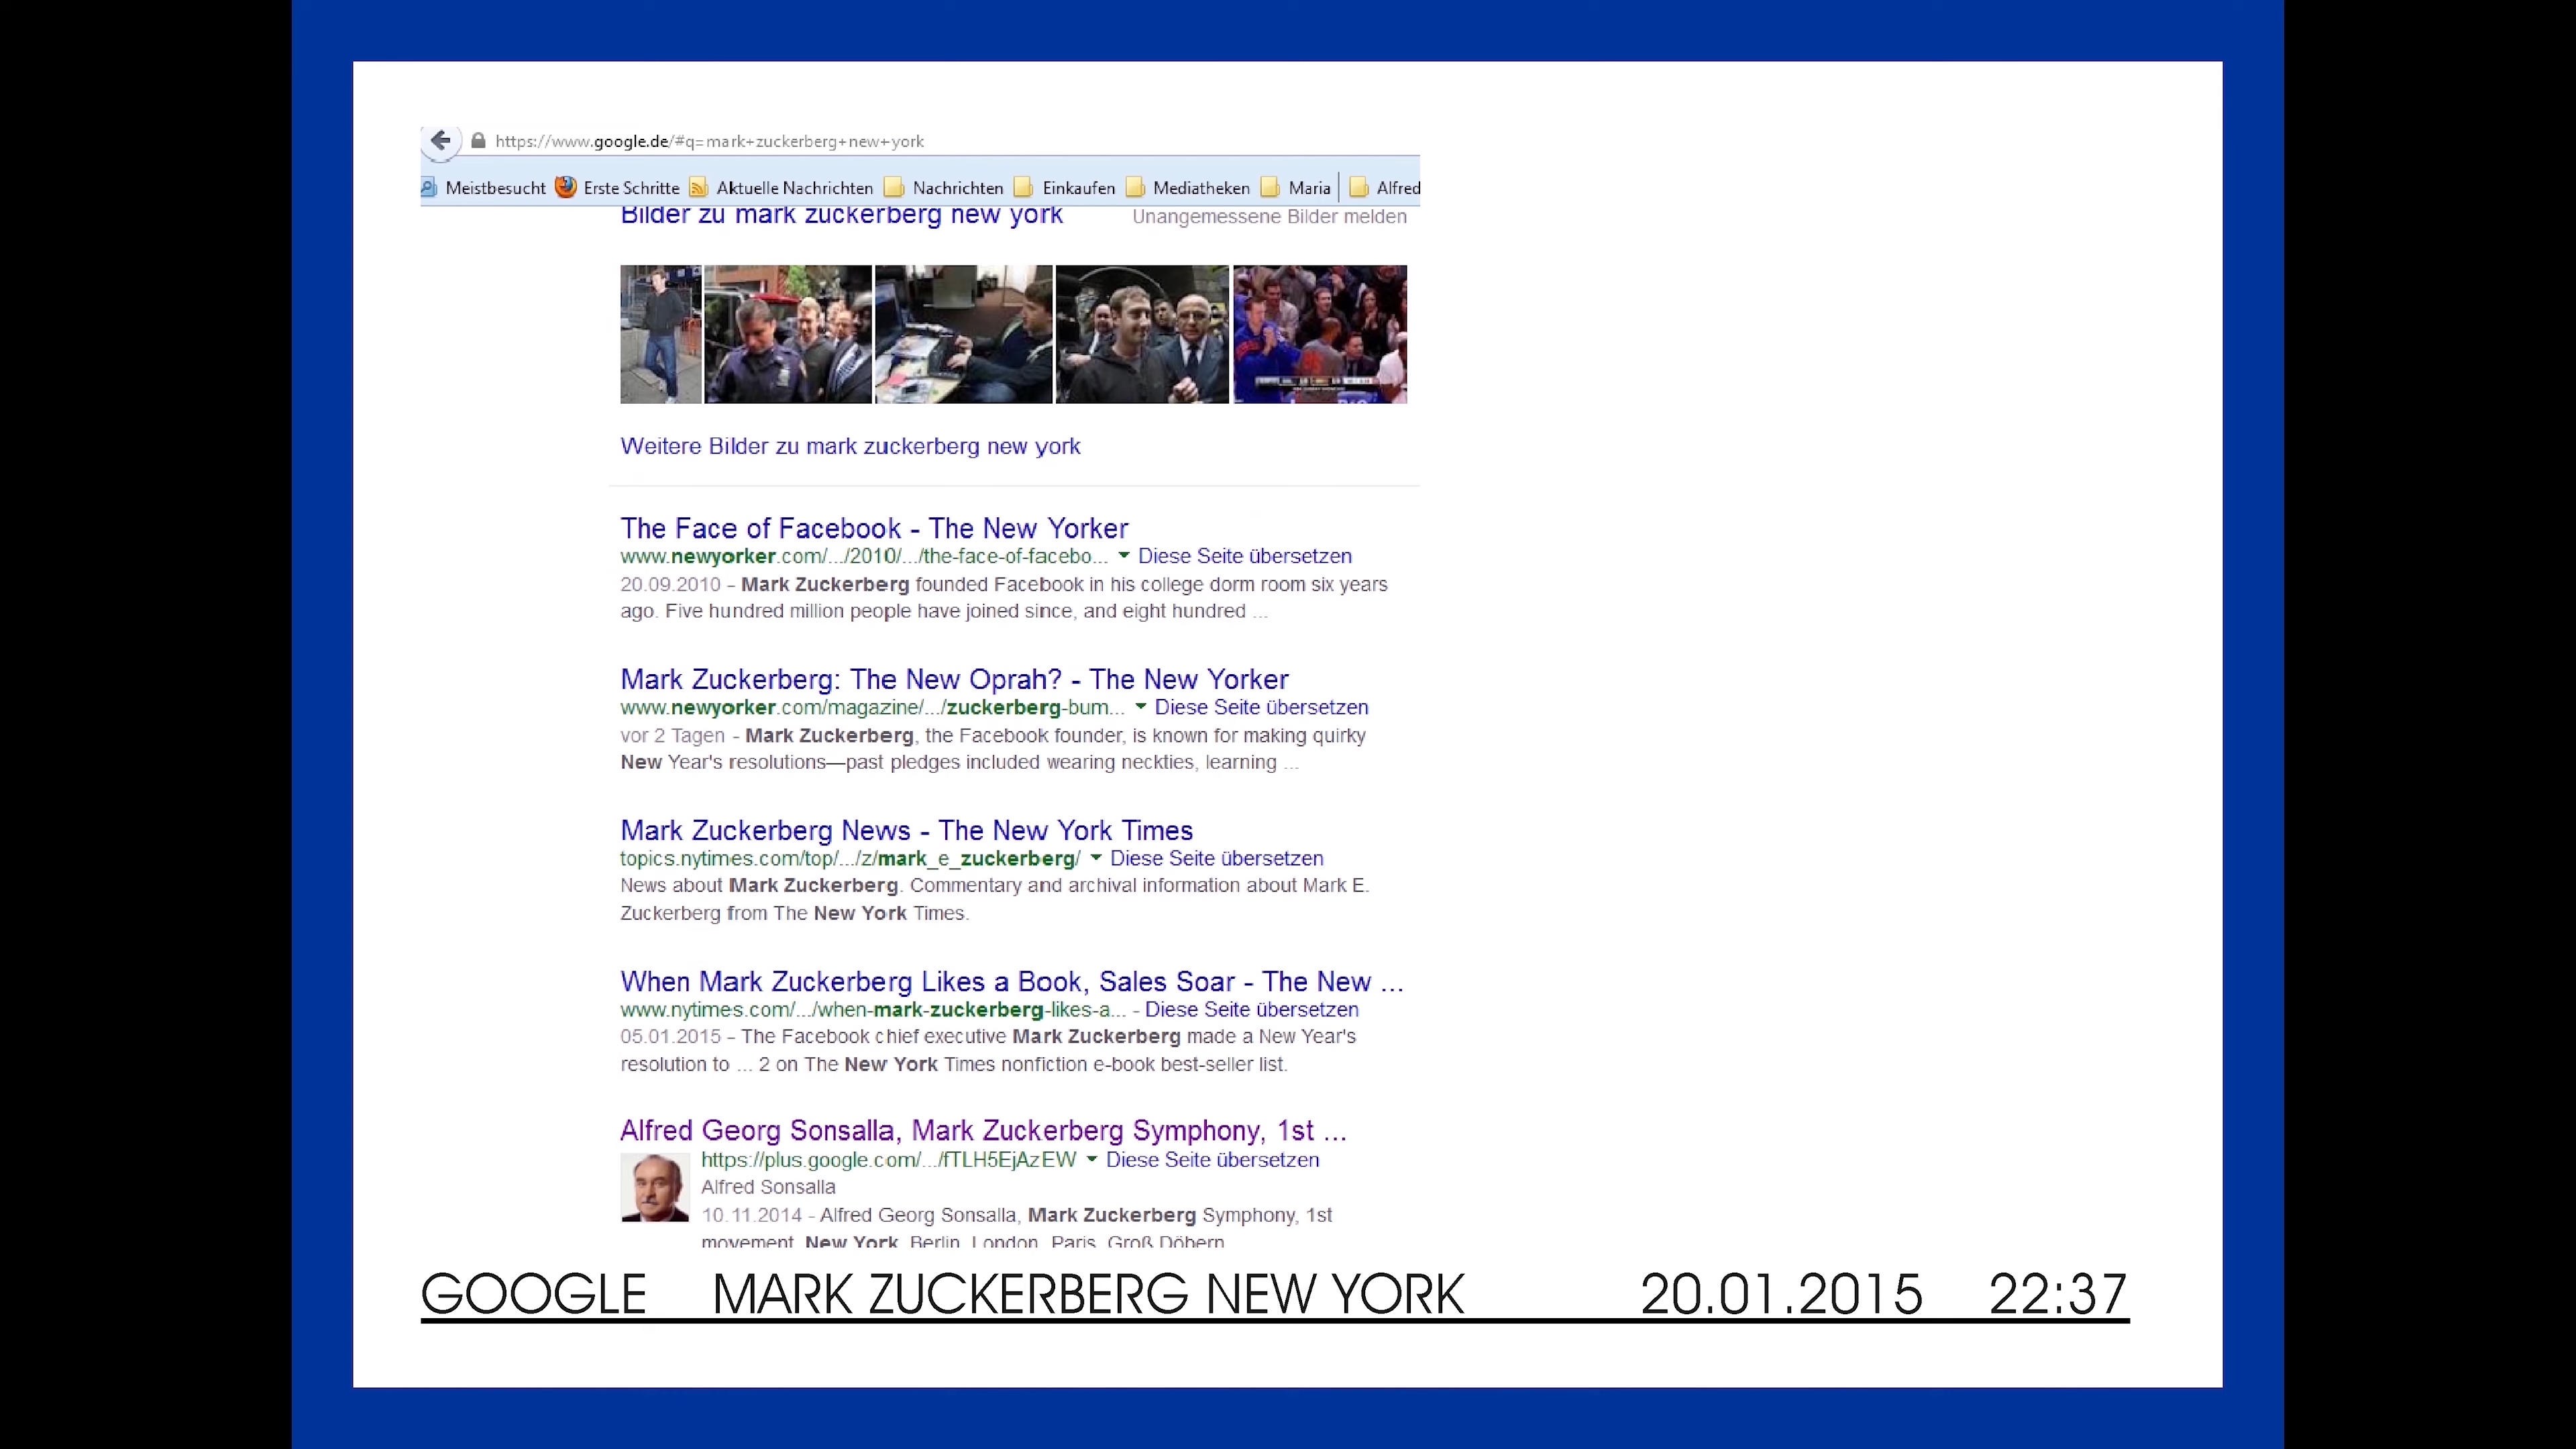 https://www.google.de/#q=mark+zuckerberg+new+york
Meistbesucht Erste Schritte Aktuelle Nachrichten Nachrichten Einkaufen Mediatheken Maria Alfred
Bilder zu mark zuckerberg new york Unangemessene Bilder melden
Weitere Bilder zu mark zuckerberg new york
The Face of Facebook - The New Yorker
www.newyorker.com/.../2010/.../the-face-of-facebo... Diese Seite übersetzen
20.09.2010 - Mark Zuckerberg founded Facebook in his college dorm room six years
ago. Five hundred million people have joined since, and eight hundred ...
Mark Zuckerberg: The New Oprah? - The New Yorker
www.newyorker.com/magazine/.../zuckerberg-bum... Diese Seite übersetzen
vor 2 Tagen - Mark Zuckerberg, the Facebook founder, is known for making quirky
New Year's resolutions—past pledges included wearing neckties, learning ...
Mark Zuckerberg News - The New York Times
topics.nytimes.com/top/.../z/mark_e_zuckerberg/ Diese Seite übersetzen
News about Mark Zuckerberg. Commentary and archival information about Mark E.
Zuckerberg from The New York Times.
When Mark Zuckerberg Likes a Book, Sales Soar - The New ...
www.nytimes.com/.../when-mark-zuckerberg-likes-a... - Diese Seite übersetzen
05.01.2015 - The Facebook chief executive Mark Zuckerberg made a New Year's
resolution to ... 2 on The New York Times nonfiction e-book best-seller list.
Alfred Georg Sonsalla, Mark Zuckerberg Symphony, 1st ...
https://plus.google.com/.../fTLH5EjAzEW Diese Seite übersetzen
Alfred Sonsalla
10.11.2014 - Alfred Georg Sonsalla, Mark Zuckerberg Symphony, 1st
movement, New York, Berlin, London, Paris, Groß Döbern
GOOGLE MARK ZUCKERBERG NEW YORK 20.01.2015 22:37